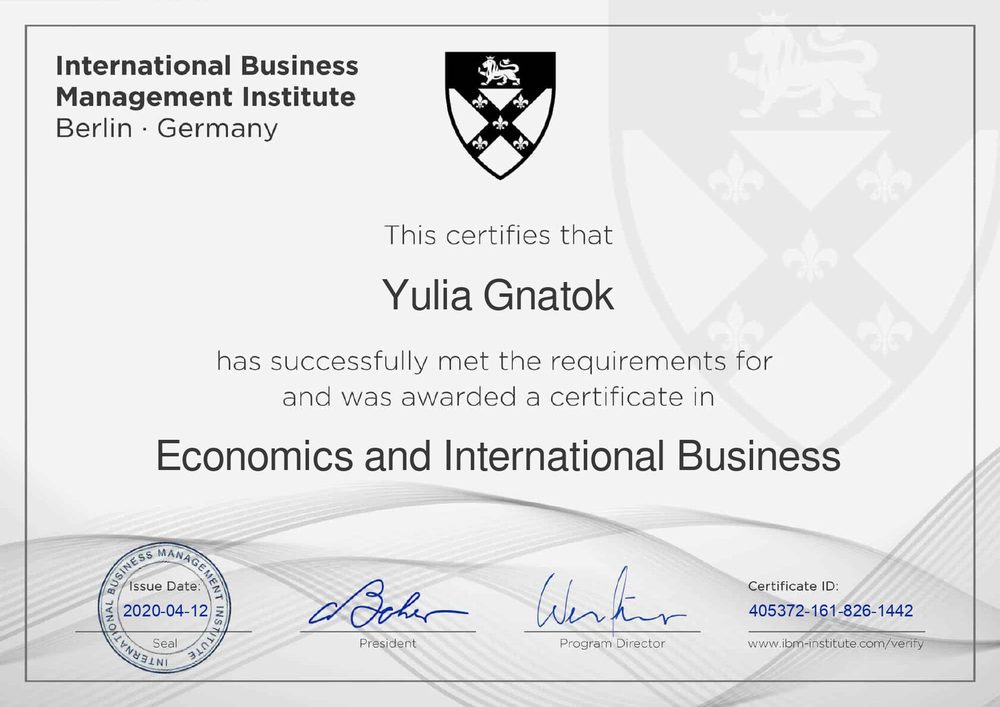 International Business
Management Institute
Berlin · Germany
This certifies that
Yulia Gnatok
has successfully met the requirements for
and was awarded a certificate in
Economics and International Business
INTERNATIONAL BUSINESS MANAGEMENT INSTITUTE
Issue Date:
2020-04-12
Seal
President
Program Director
Certificate ID:
405372-161-826-1442
www.ibm-institute.com/verify